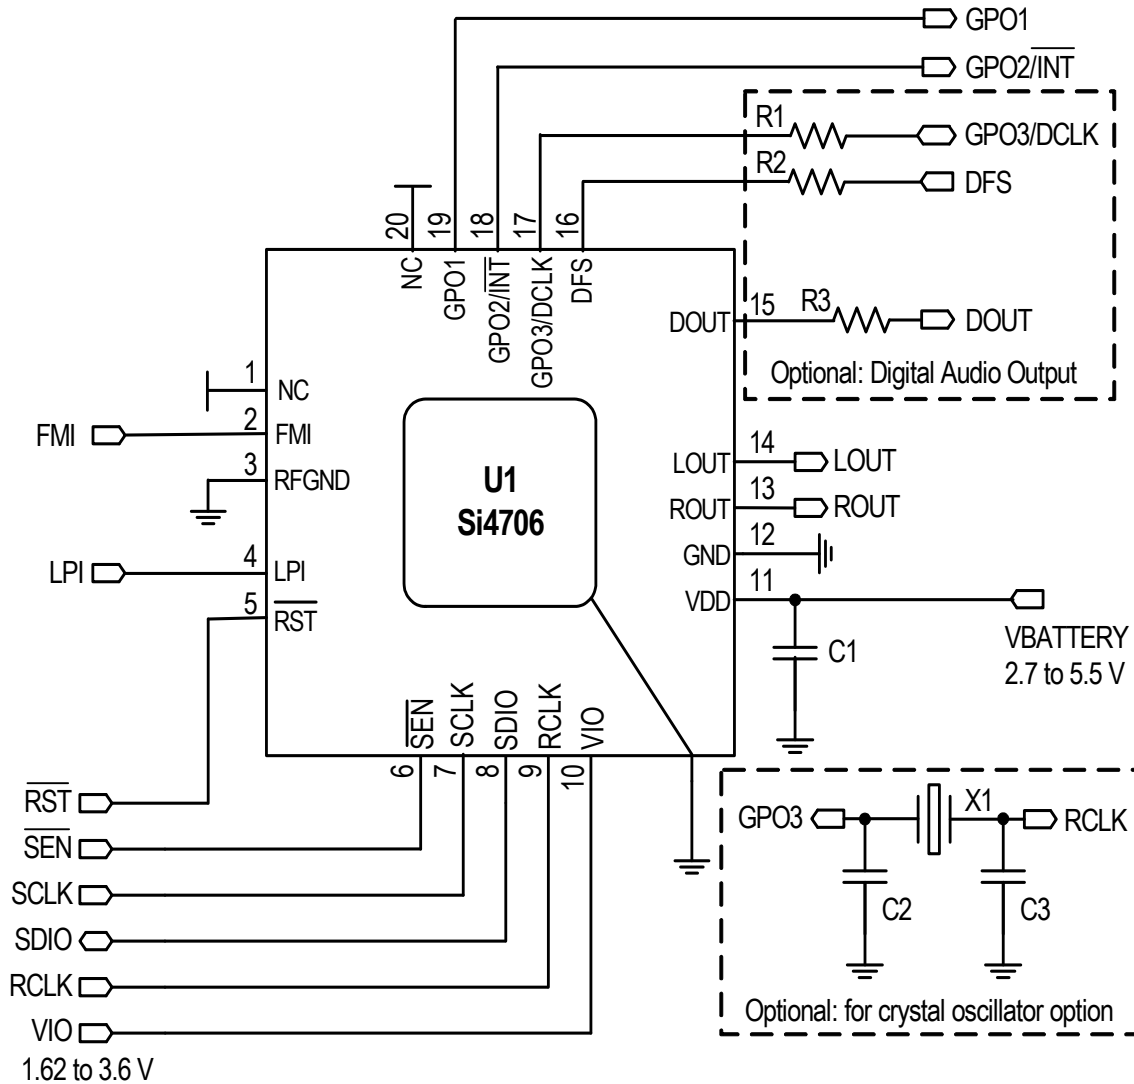 GPO1
GPO2/INT
R1
GPO3/DCLK
R2
DFS
20
19
18
17
16
NC
GPO1
GPO2/INT
GPO3/DCLK
DFS
DOUT
15
R3
DOUT
Optional: Digital Audio Output
1
NC
FMI
2
FMI
3
RFGND
LPI
4
LPI
5
RST
U1
Si4706
LOUT
14
LOUT
ROUT
13
ROUT
GND
12
VDD
11
VBATTERY
2.7 to 5.5 V
C1
SEN
SCLK
SDIO
RCLK
VIO
6
7
8
9
10
RST
SEN
SCLK
SDIO
RCLK
VIO
1.62 to 3.6 V
GPO3
X1
RCLK
C2
C3
Optional: for crystal oscillator option